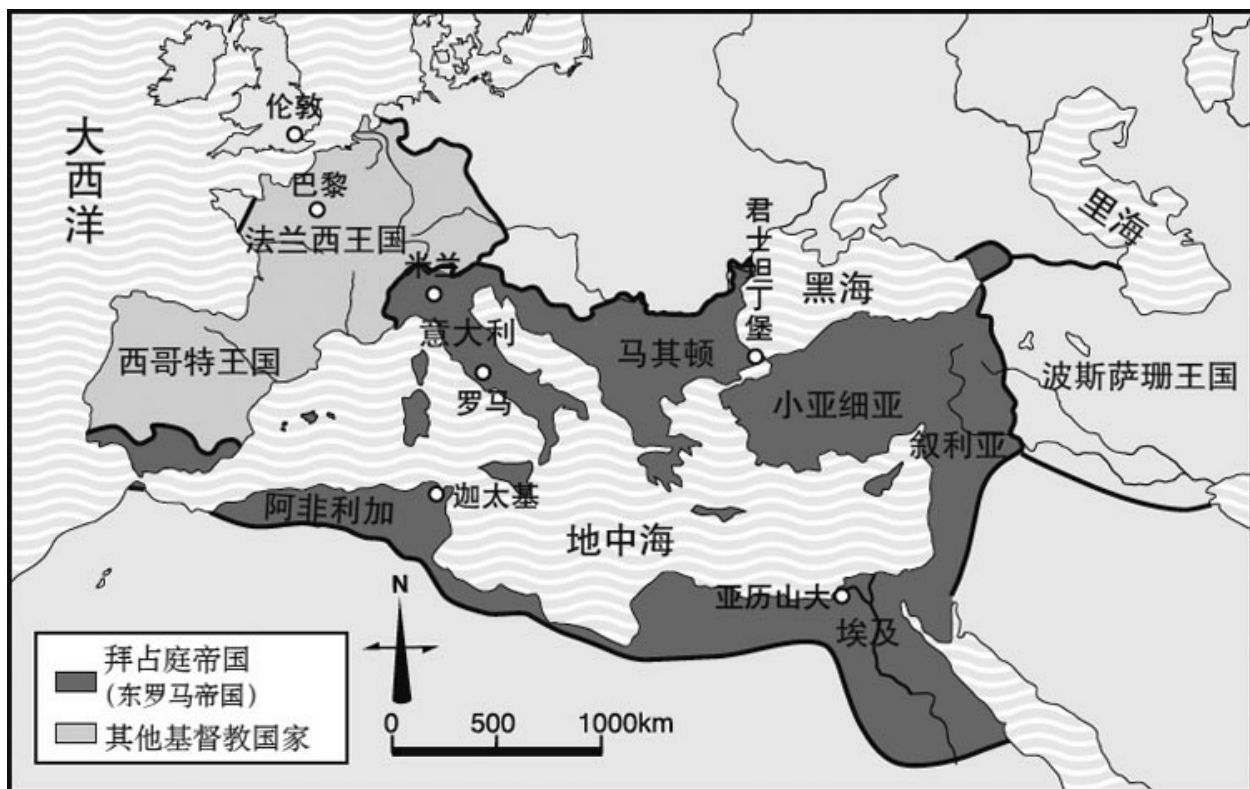 大西洋
伦敦
巴黎
法兰西王国
米兰
意大利
罗马
西哥特王国
马其顿
君士坦丁堡
黑海
里海
小亚细亚
波斯萨珊王国
叙利亚
阿非利加
迦太基
地中海
亚历山夫
埃及
N
0 500 1000km
拜占庭帝国
(东罗马帝国)
其他基督教国家